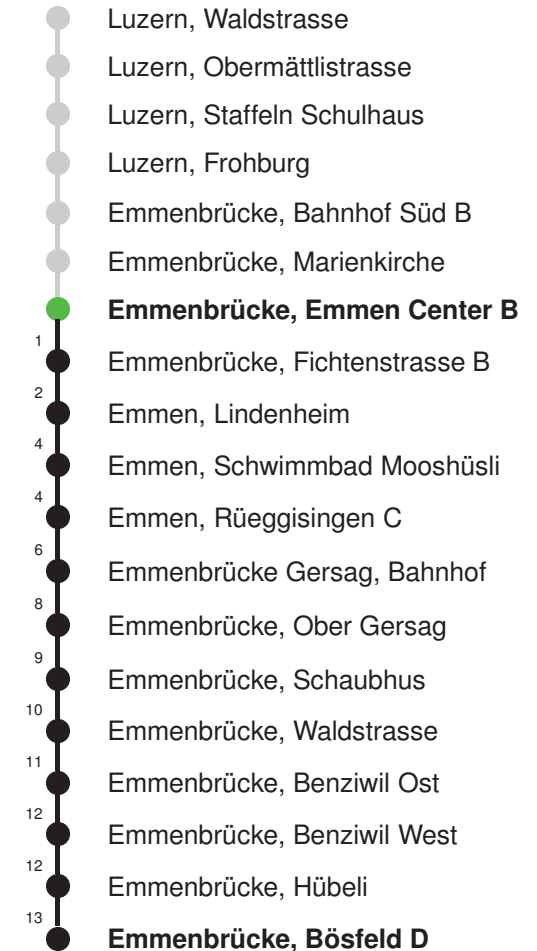 Luzern, Waldstrasse
Luzern, Obermättlistrasse
Luzern, Staffeln Schulhaus
Luzern, Frohburg
Emmenbrücke, Bahnhof Süd B
Emmenbrücke, Marienkirche
Emmenbrücke, Emmen Center B
1 Emmenbrücke, Fichtenstrasse B
2 Emmen, Lindenheim
4 Emmen, Schwimmbad Mooshüsli
4 Emmen, Rüeggisingen C
6 Emmenbrücke Gersag, Bahnhof
8 Emmenbrücke, Ober Gersag
9 Emmenbrücke, Schaubhus
10 Emmenbrücke, Waldstrasse
11 Emmenbrücke, Benziwil Ost
12 Emmenbrücke, Benziwil West
12 Emmenbrücke, Hübeli
13 Emmenbrücke, Bösfeld D